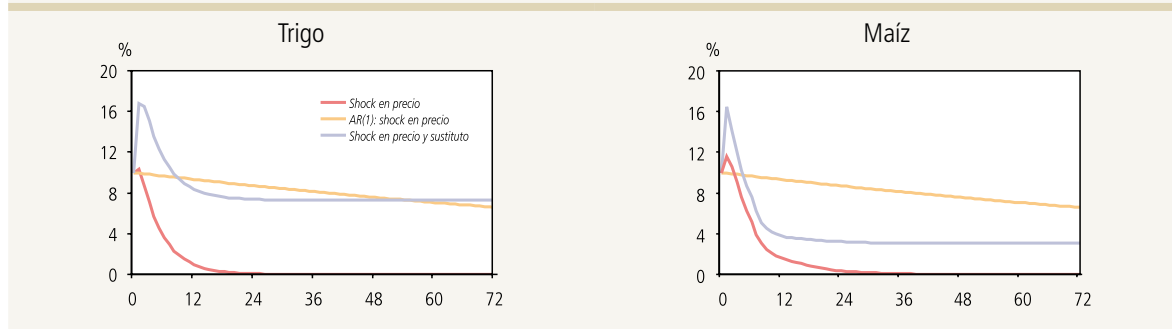 Trigo
%
20
16
12
8
4
0
0 12 24 36 48 60 72
Shock en precio
AR(1): shock en precio
Shock en precio y sustituto
Maíz
%
20
16
12
8
4
0
0 12 24 36 48 60 72